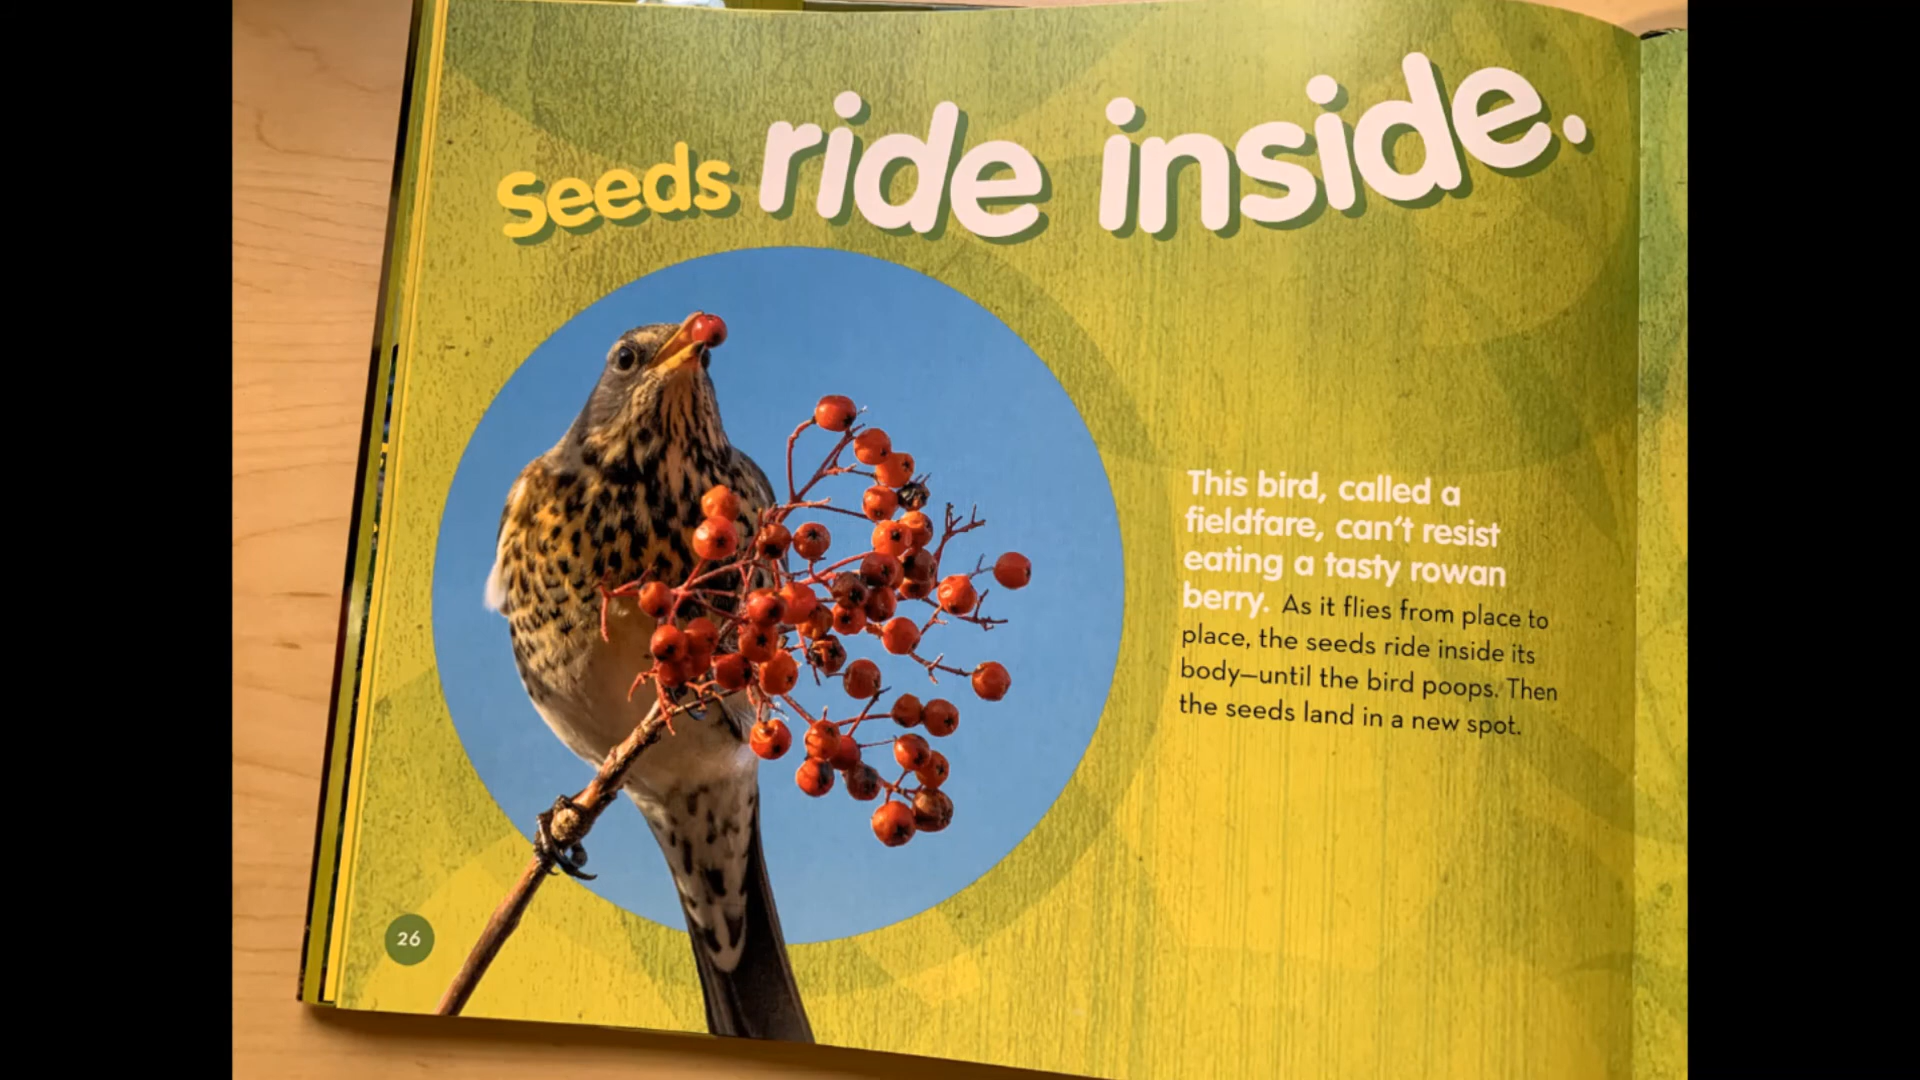 Seeds ride inside.
This bird, called a
fieldfare, can't resist
eating a tasty rowan
berry. As it flies from place to
place, the seeds ride inside its
body—until the bird poops. Then
the seeds land in a new spot.
26